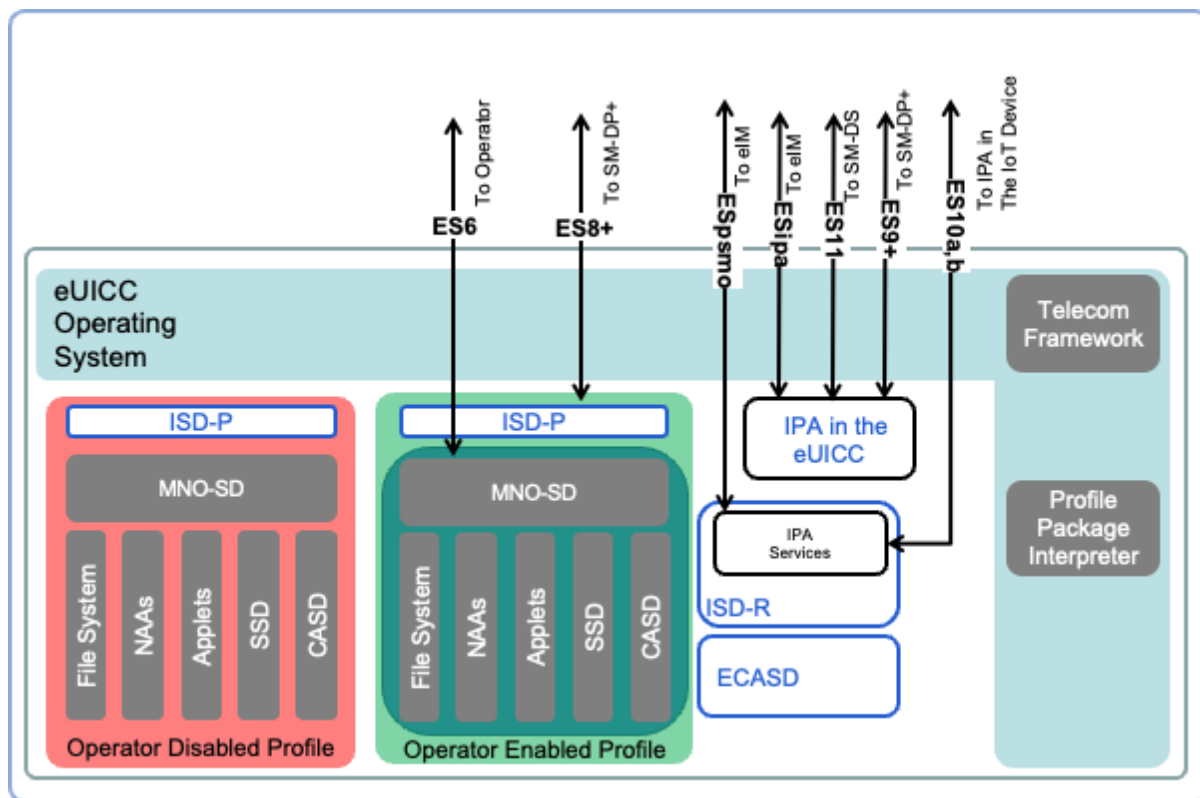 To Operator
ES6
To SM-DP+
ES8+
To eIM
ESpsmo
To eIM
ESipa
To SM-DS
ES11
To SM-DP+
ES9+
To IPA in
The IoT Device
ES10a,b
eUICC
Operating
System
Telecom
Framework
ISD-P
MNO-SD
File System
NAAs
Applets
SSD
CASD
Operator Disabled Profile
ISD-P
MNO-SD
File System
NAAs
Applets
SSD
CASD
Operator Enabled Profile
IPA in the
eUICC
IPA
Services
ISD-R
ECASD
Profile
Package
Interpreter